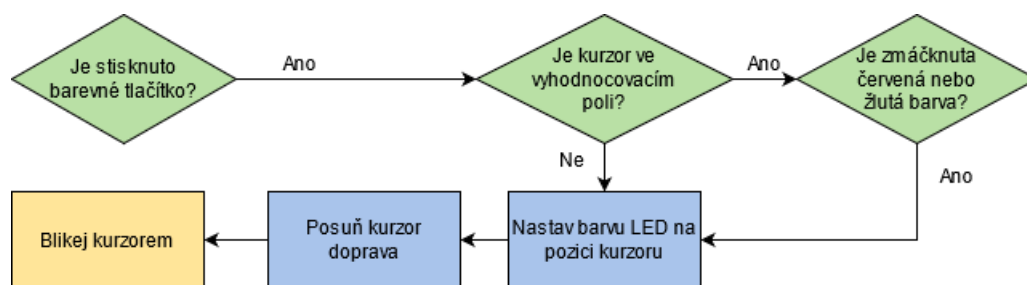 Je stisknuto
barevné tlačítko?
Ano
Je kurzor ve
vyhodnocovacím
poli?
Ano
Je zmáčknuta
červená nebo
žlutá barva?
Ne
Ano
Blikej kurzorem
Posuň kurzor
doprava
Nastav barvu LED na
pozici kurzoru